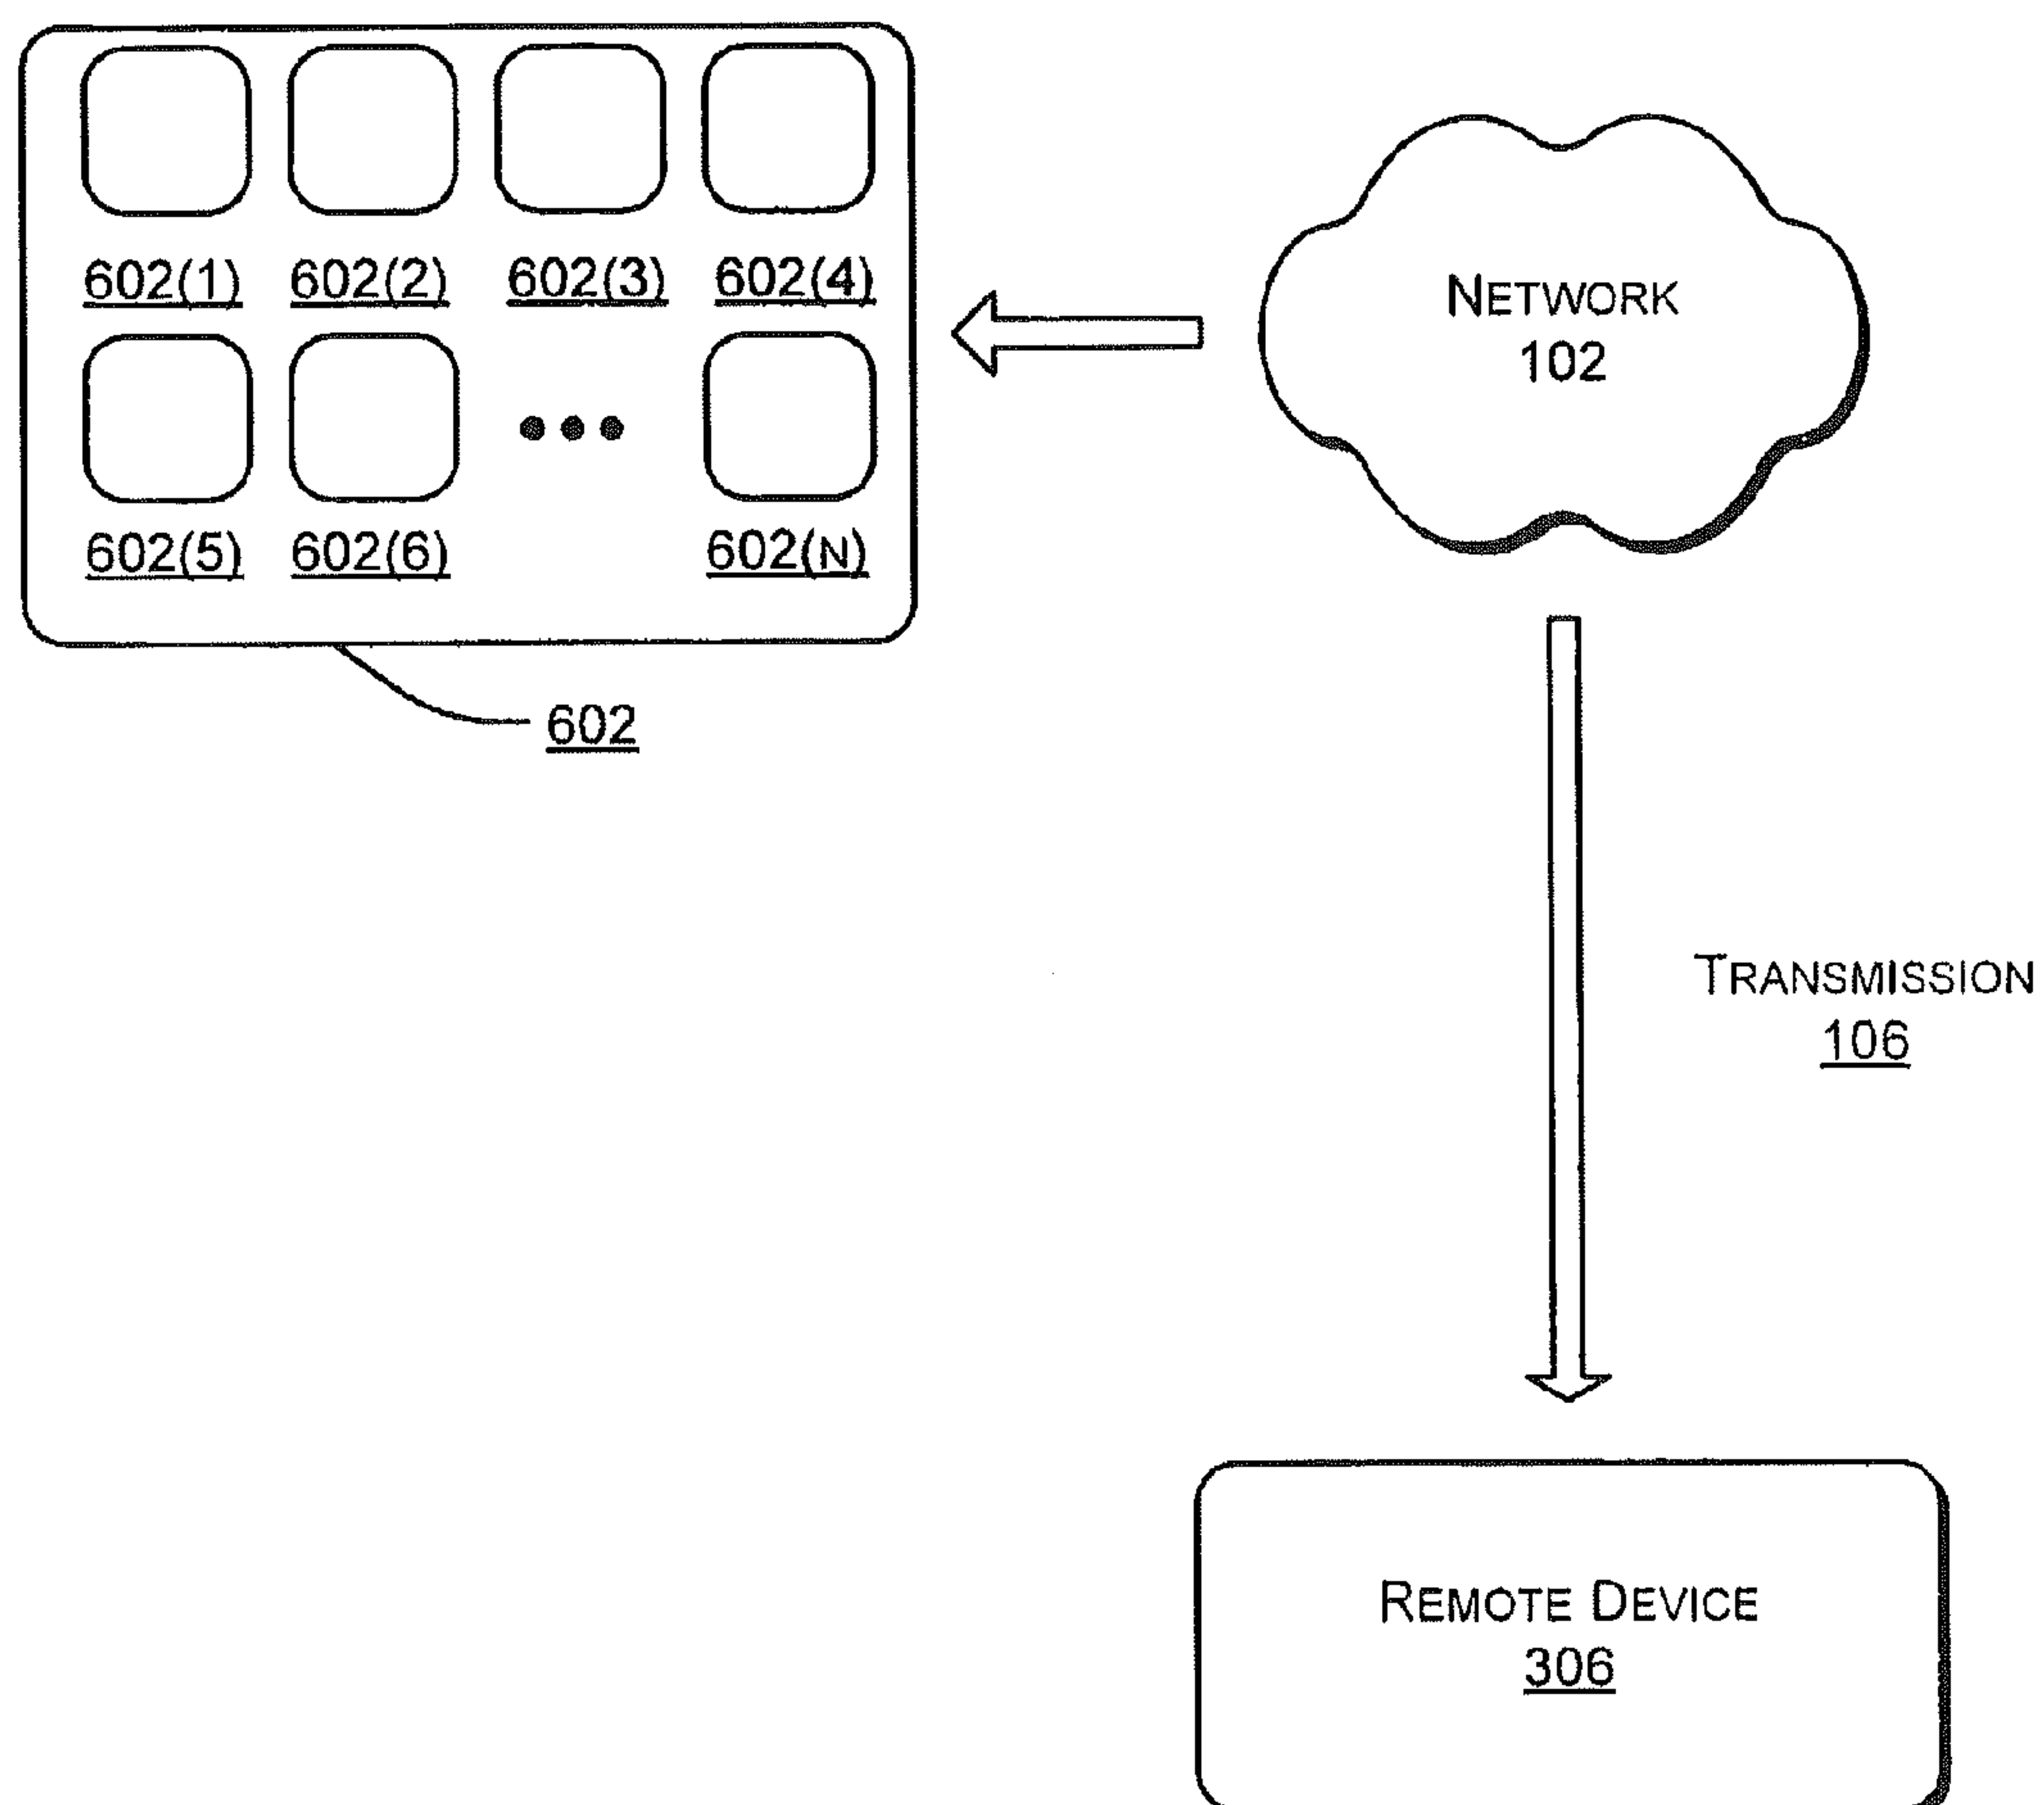 602(1) 602(2) 602(3) 602(4)
602(5) 602(6) 602(N)
602
NETWORK
102
TRANSMISSION
106
REMOTE DEVICE
306